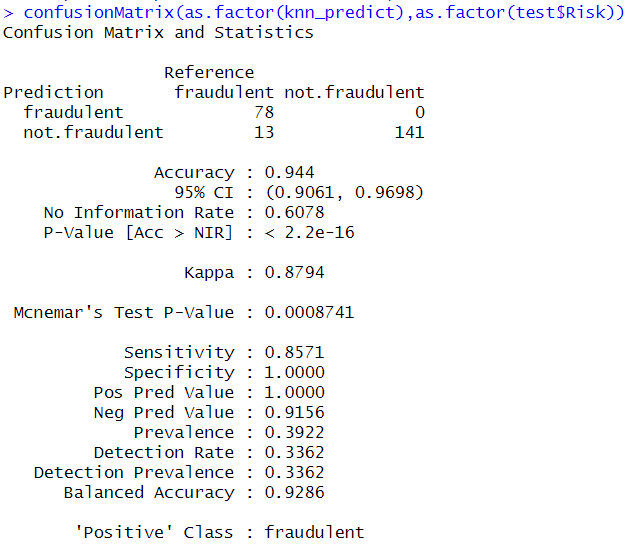 > confusionMatrix(as.factor(knn_predict),as.factor(test$Risk))
Confusion Matrix and Statistics
Reference
Prediction fraudulent not.fraudulent
fraudulent 78 0
not.fraudulent 13 141
Accuracy : 0.944
95% CI : (0.9061, 0.9698)
No Information Rate : 0.6078
P-Value [Acc > NIR] : < 2.2e-16
Kappa : 0.8794
Mcnemar's Test P-Value : 0.0008741
Sensitivity : 0.8571
Specificity : 1.0000
Pos Pred Value : 1.0000
Neg Pred Value : 0.9156
Prevalence : 0.3922
Detection Rate : 0.3362
Detection Prevalence : 0.3362
Balanced Accuracy : 0.9286
'Positive' Class : fraudulent